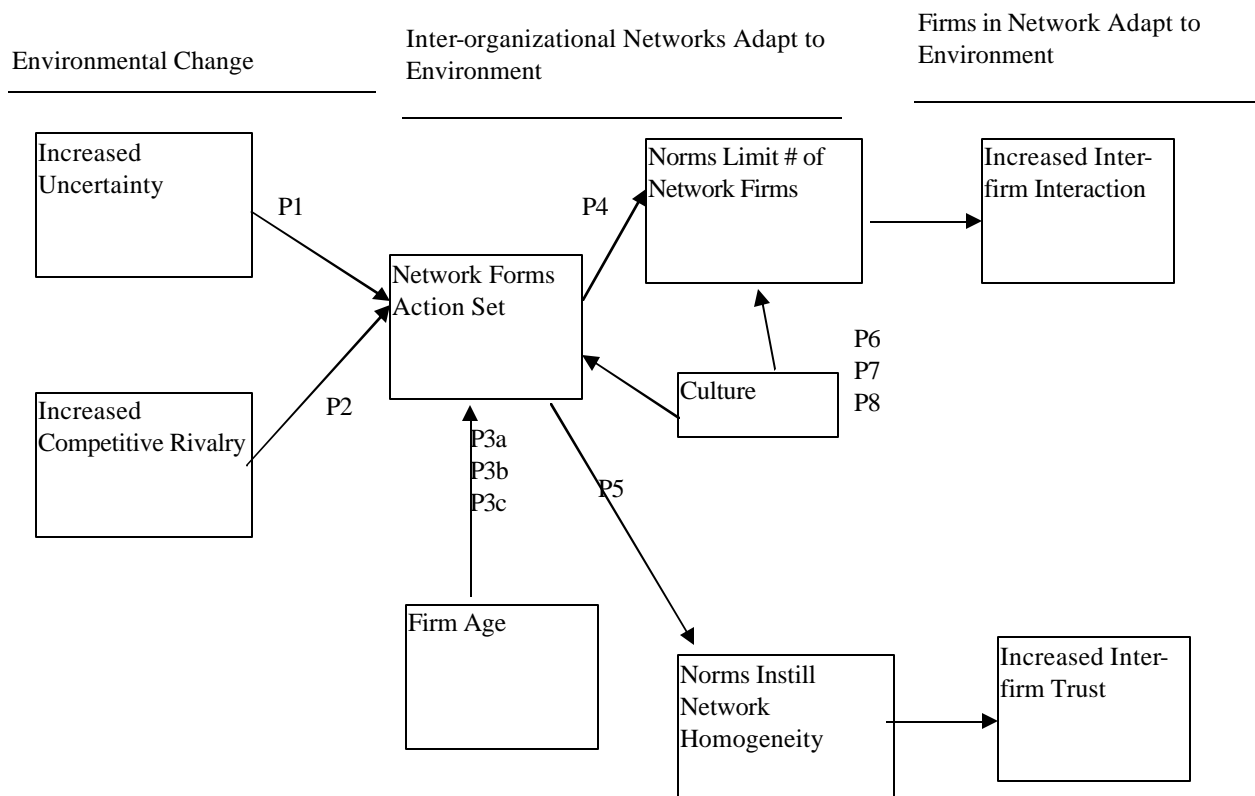 Environmental Change
Inter-organizational Networks Adapt to
Environment
Firms in Network Adapt to
Environment
Increased
Uncertainty
P1
Increased
Competitive Rivalry
P2
Network Forms
Action Set
P3a
P3b
P3c
Firm Age
P4
Norms Limit # of
Network Firms
Culture
P6
P7
P8
P5
Norms Instill
Network
Homogeneity
Increased Inter-
firm Interaction
Increased Inter-
firm Trust